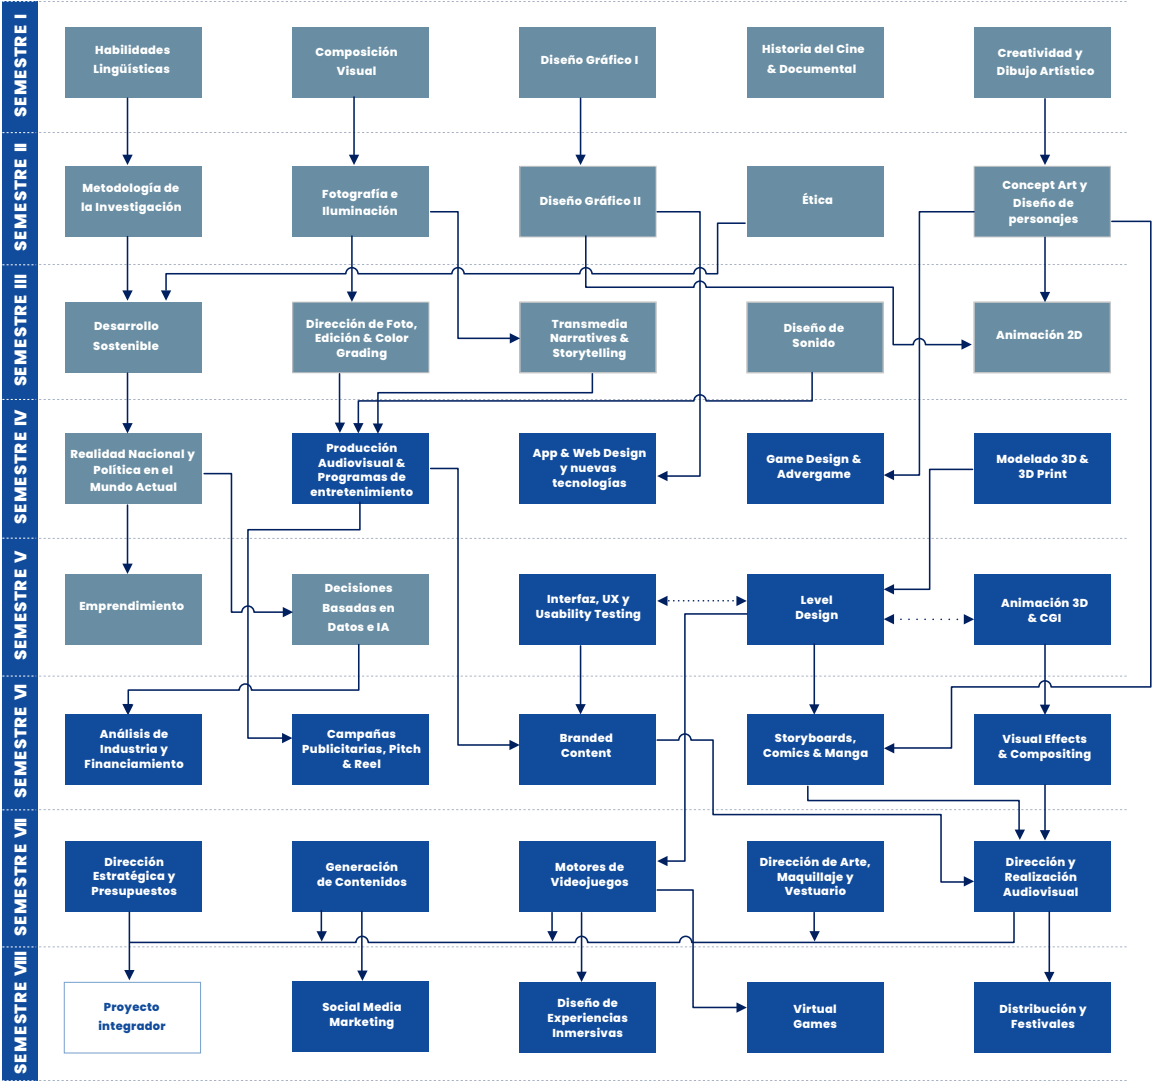 SEMESTRE I
Habilidades
Lingüísticas
Composición
Visual
Diseño Gráfico I
Historia del Cine
& Documental
Creatividad y
Dibujo Artístico
SEMESTRE II
Metodología de
la Investigación
Fotografía e
Iluminación
Diseño Gráfico II
Ética
Concept Art y
Diseño de
personajes
SEMESTRE III
Desarrollo
Sostenible
Dirección de Foto,
Edición & Color
Grading
Transmedia
Narratives &
Storytelling
Diseño de
Sonido
Animación 2D
SEMESTRE IV
Realidad Nacional y
Política en el
Mundo Actual
Producción
Audiovisual &
Programas de
entretenimiento
App & Web Design
y nuevas
tecnologías
Game Design &
Advergame
Modelado 3D &
3D Print
SEMESTRE V
Emprendimiento
Decisiones
Basadas en
Datos e IA
Interfaz, UX y
Usability Testing
Level
Design
Animación 3D
& CGI
SEMESTRE VI
Análisis de
Industria y
Financiamiento
Campañas
Publicitarias, Pitch
& Reel
Branded
Content
Storyboards,
Comics & Manga
Visual Effects
& Compositing
SEMESTRE VII
Dirección
Estratégica y
Presupuestos
Generación
de Contenidos
Motores de
Videojuegos
Dirección de Arte,
Maquillaje y
Vestuario
Dirección y
Realización
Audiovisual
SEMESTRE VIII
Proyecto
integrador
Social Media
Marketing
Diseño de
Experiencias
Inmersivas
Virtual
Games
Distribución y
Festivales